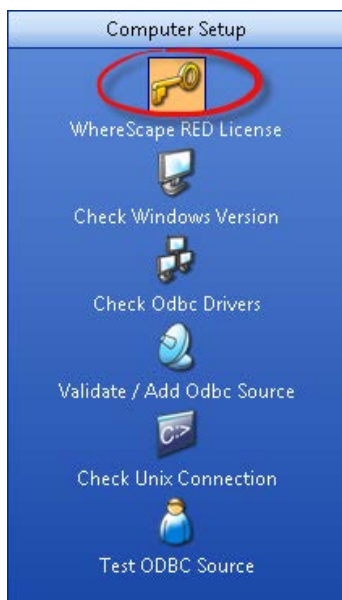 Computer Setup
WhereScape RED License
Check Windows Version
Check Odbc Drivers
Validate / Add Odbc Source
C:>
Check Unix Connection
Test ODBC Source